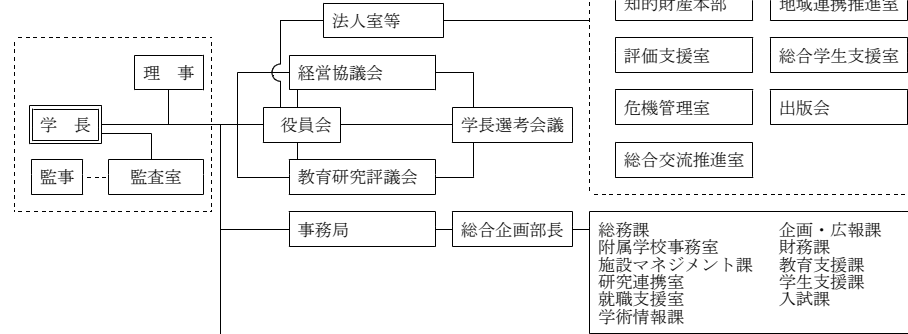 知的財産本部
地域連携推進室
法人室等
評価支援室
総合学生支援室
理　事
経営協議会
危機管理室
出版会
学　長
役員会
学長選考会議
総合交流推進室
監事
監査室
教育研究評議会
事務局
総合企画部長
総務課
企画・広報課
附属学校事務室
財務課
施設マネジメント課
教育支援課
研究連携室
学生支援課
就職支援室
入試課
学術情報課